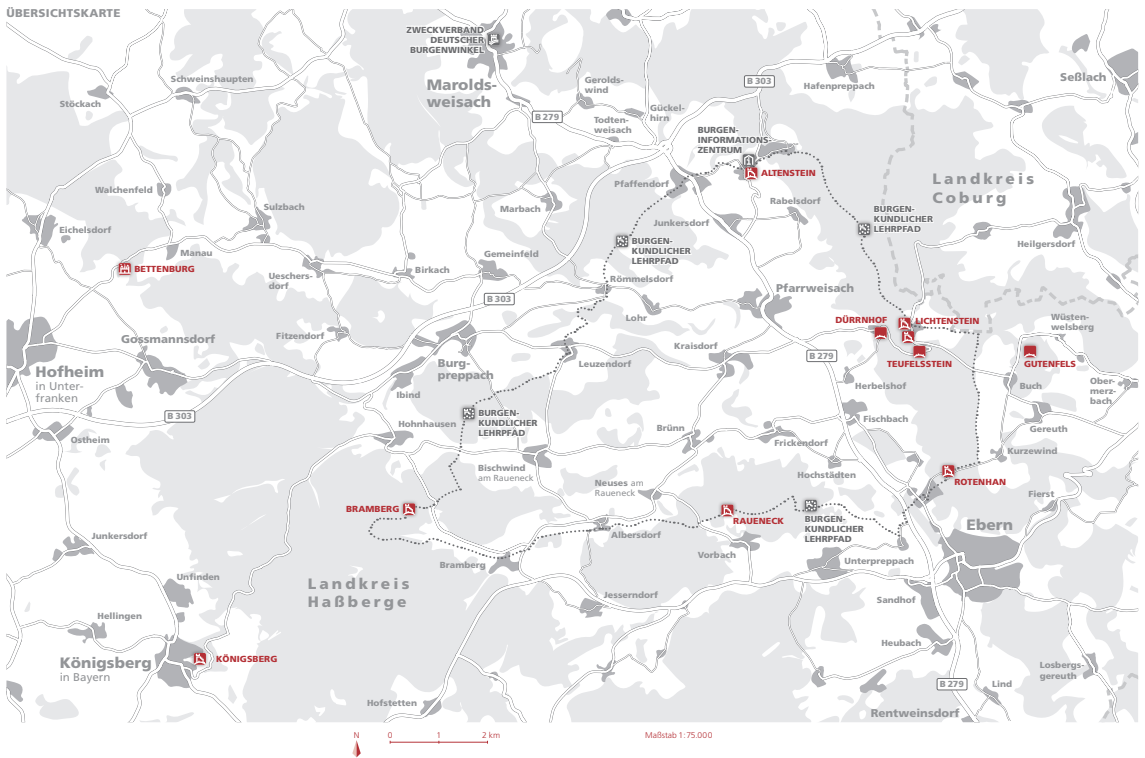 ÜBERSICHTSKARTE
ZWECKVERBAND
DEUTSCHER
BURGENWINKEL
Marolds-
weisach
Schweinshaupten
Stöckach
Gerolds-
wind
B 303
Hafenpreppach
Seßlach
B 279
Todten-
weisach
Gückel-
hirn
BURGEN-
INFORMATIONS-
ZENTRUM
ALTENSTEIN
Pfaffendorf
Landkreis
Coburg
Walchenfeld
Marbach
Rabelsdorf
Sulzbach
Junkersdorf
BURGEN-
KUNDLICHER
LEHRPFAD
Eichelsdorf
BURGEN-
KUNDLICHER
LEHRPFAD
Heilgersdorf
Manau
BETTENBURG
Gemeinfeld
Birkach
Ueschers-
dorf
Römmelsdorf
Pfarrweisach
B 303
Lohr
DÜRRNHOF
LICHTENSTEIN
Wüsten-
welsberg
Fitzendorf
Gossmannsdorf
Kraisdorf
B 279
TEUFELSSTEIN
GUTENFELS
Burg-
preppach
Leuzendorf
Hofheim
in Unter-
franken
Herbelshof
Buch
Ober-
merz-
bach
Ibind
B 303
BURGEN-
KUNDLICHER
LEHRPFAD
Hohnhausen
Fischbach
Brünn
Gereuth
Ostheim
Frickendorf
Kurzewind
Bischwind
am Raueneck
Hochstädten
Neuses am
Raueneck
ROTENHAN
Fierst
BRAMBERG
RAUENECK
BURGEN-
KUNDLICHER
LEHRPFAD
Ebern
Junkersdorf
Albersdorf
Vorbach
Bramberg
Unterpreppach
Unfinden
Landkreis
Haßberge
Jesserndorf
Sandhof
Hellingen
Heubach
Königsberg
in Bayern
KÖNIGSBERG
Losbergs-
gereuth
B 279
Lind
Hofstetten
Rentweinsdorf
N
0 1 2 km
Maßstab 1:75.000